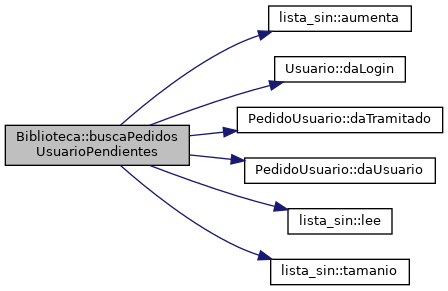 lista_sin::aumenta
Usuario::daLogin
Biblioteca::buscaPedidos
UsuarioPendientes
PedidoUsuario::daTramitado
PedidoUsuario::daUsuario
lista_sin::lee
lista_sin::tamanio